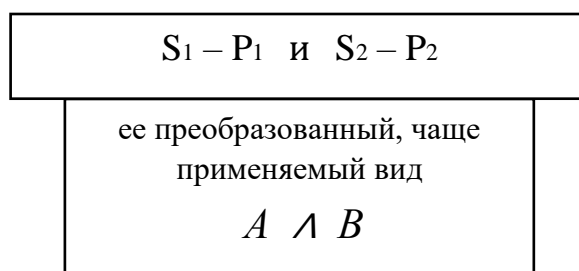 S₁ – P₁ и S₂ – P₂
ее преобразованный, чаще
применяемый вид
A ∧ B